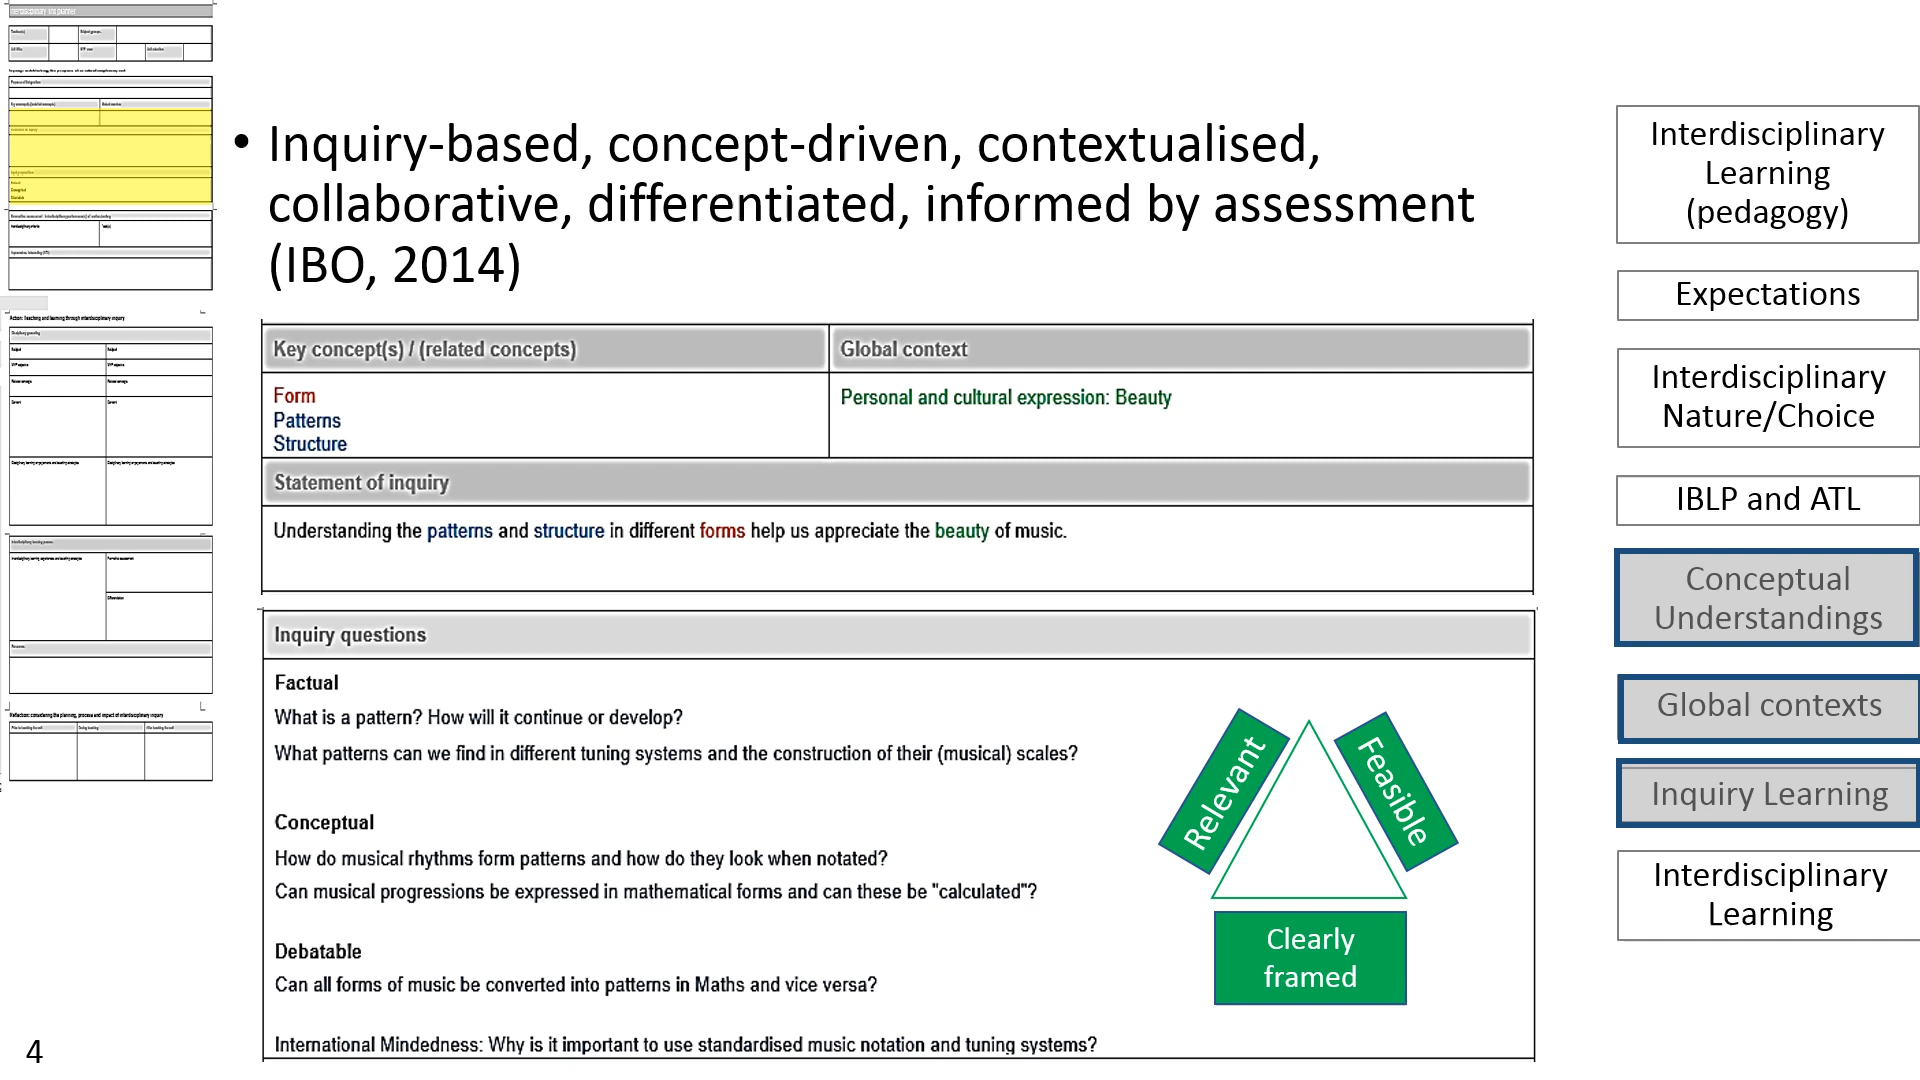 • Inquiry-based, concept-driven, contextualised,
collaborative, differentiated, informed by assessment
(IBO, 2014)
Key concept(s) / (related concepts)
Global context
Form
Patterns
Structure
Personal and cultural expression: Beauty
Statement of inquiry
Understanding the patterns and structure in different forms help us appreciate the beauty of music.
Inquiry questions
Factual
What is a pattern? How will it continue or develop?
What patterns can we find in different tuning systems and the construction of their (musical) scales?
Conceptual
How do musical rhythms form patterns and how do they look when notated?
Can musical progressions be expressed in mathematical forms and can these be "calculated"?
Debatable
Can all forms of music be converted into patterns in Maths and vice versa?
International Mindedness: Why is it important to use standardised music notation and tuning systems?
Relevant
Feasible
Clearly
framed
Interdisciplinary
Learning
(pedagogy)
Expectations
Interdisciplinary
Nature/Choice
IBLP and ATL
Conceptual
Understandings
Global contexts
Inquiry Learning
Interdisciplinary
Learning
4